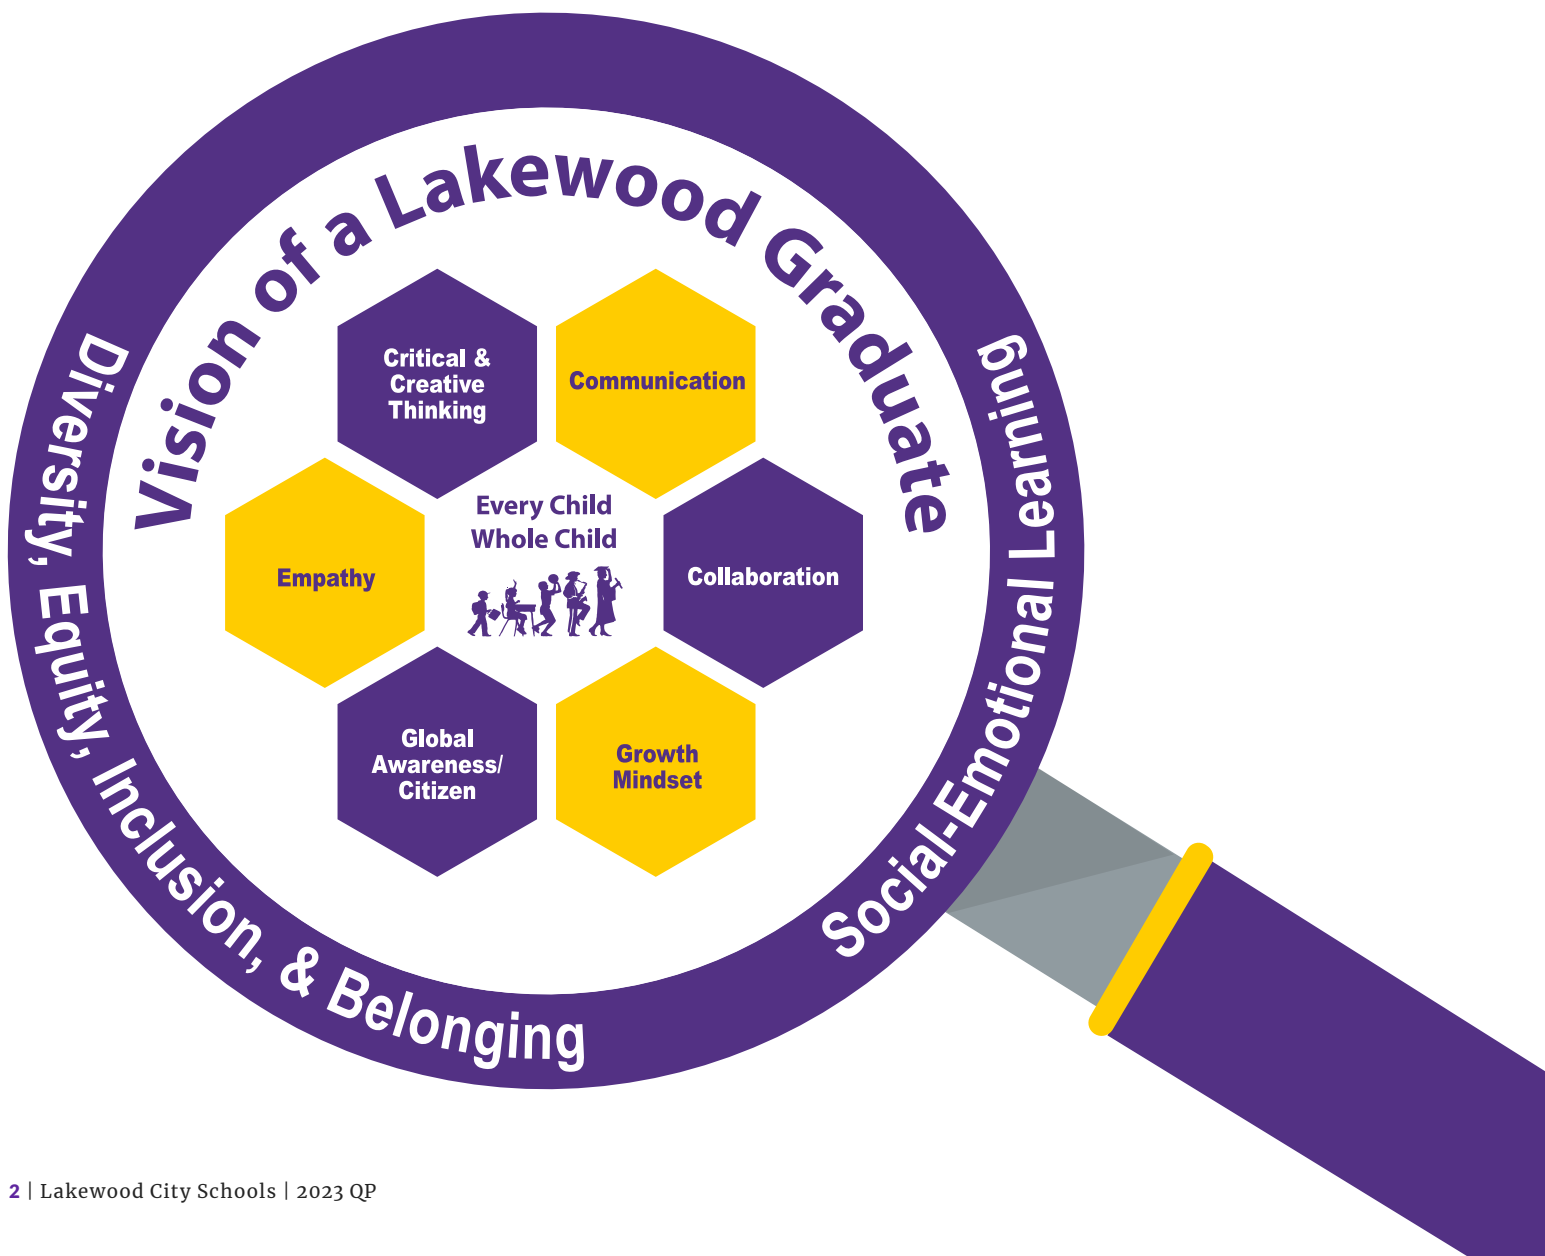 Vision of a Lakewood Graduate
Critical &
Creative
Thinking
Communication
Every Child
Whole Child
Empathy
Collaboration
Global
Awareness/
Citizen
Growth
Mindset
Diversity, Equity, Inclusion, & Belonging
Social-Emotional Learning
2 | Lakewood City Schools | 2023 QP